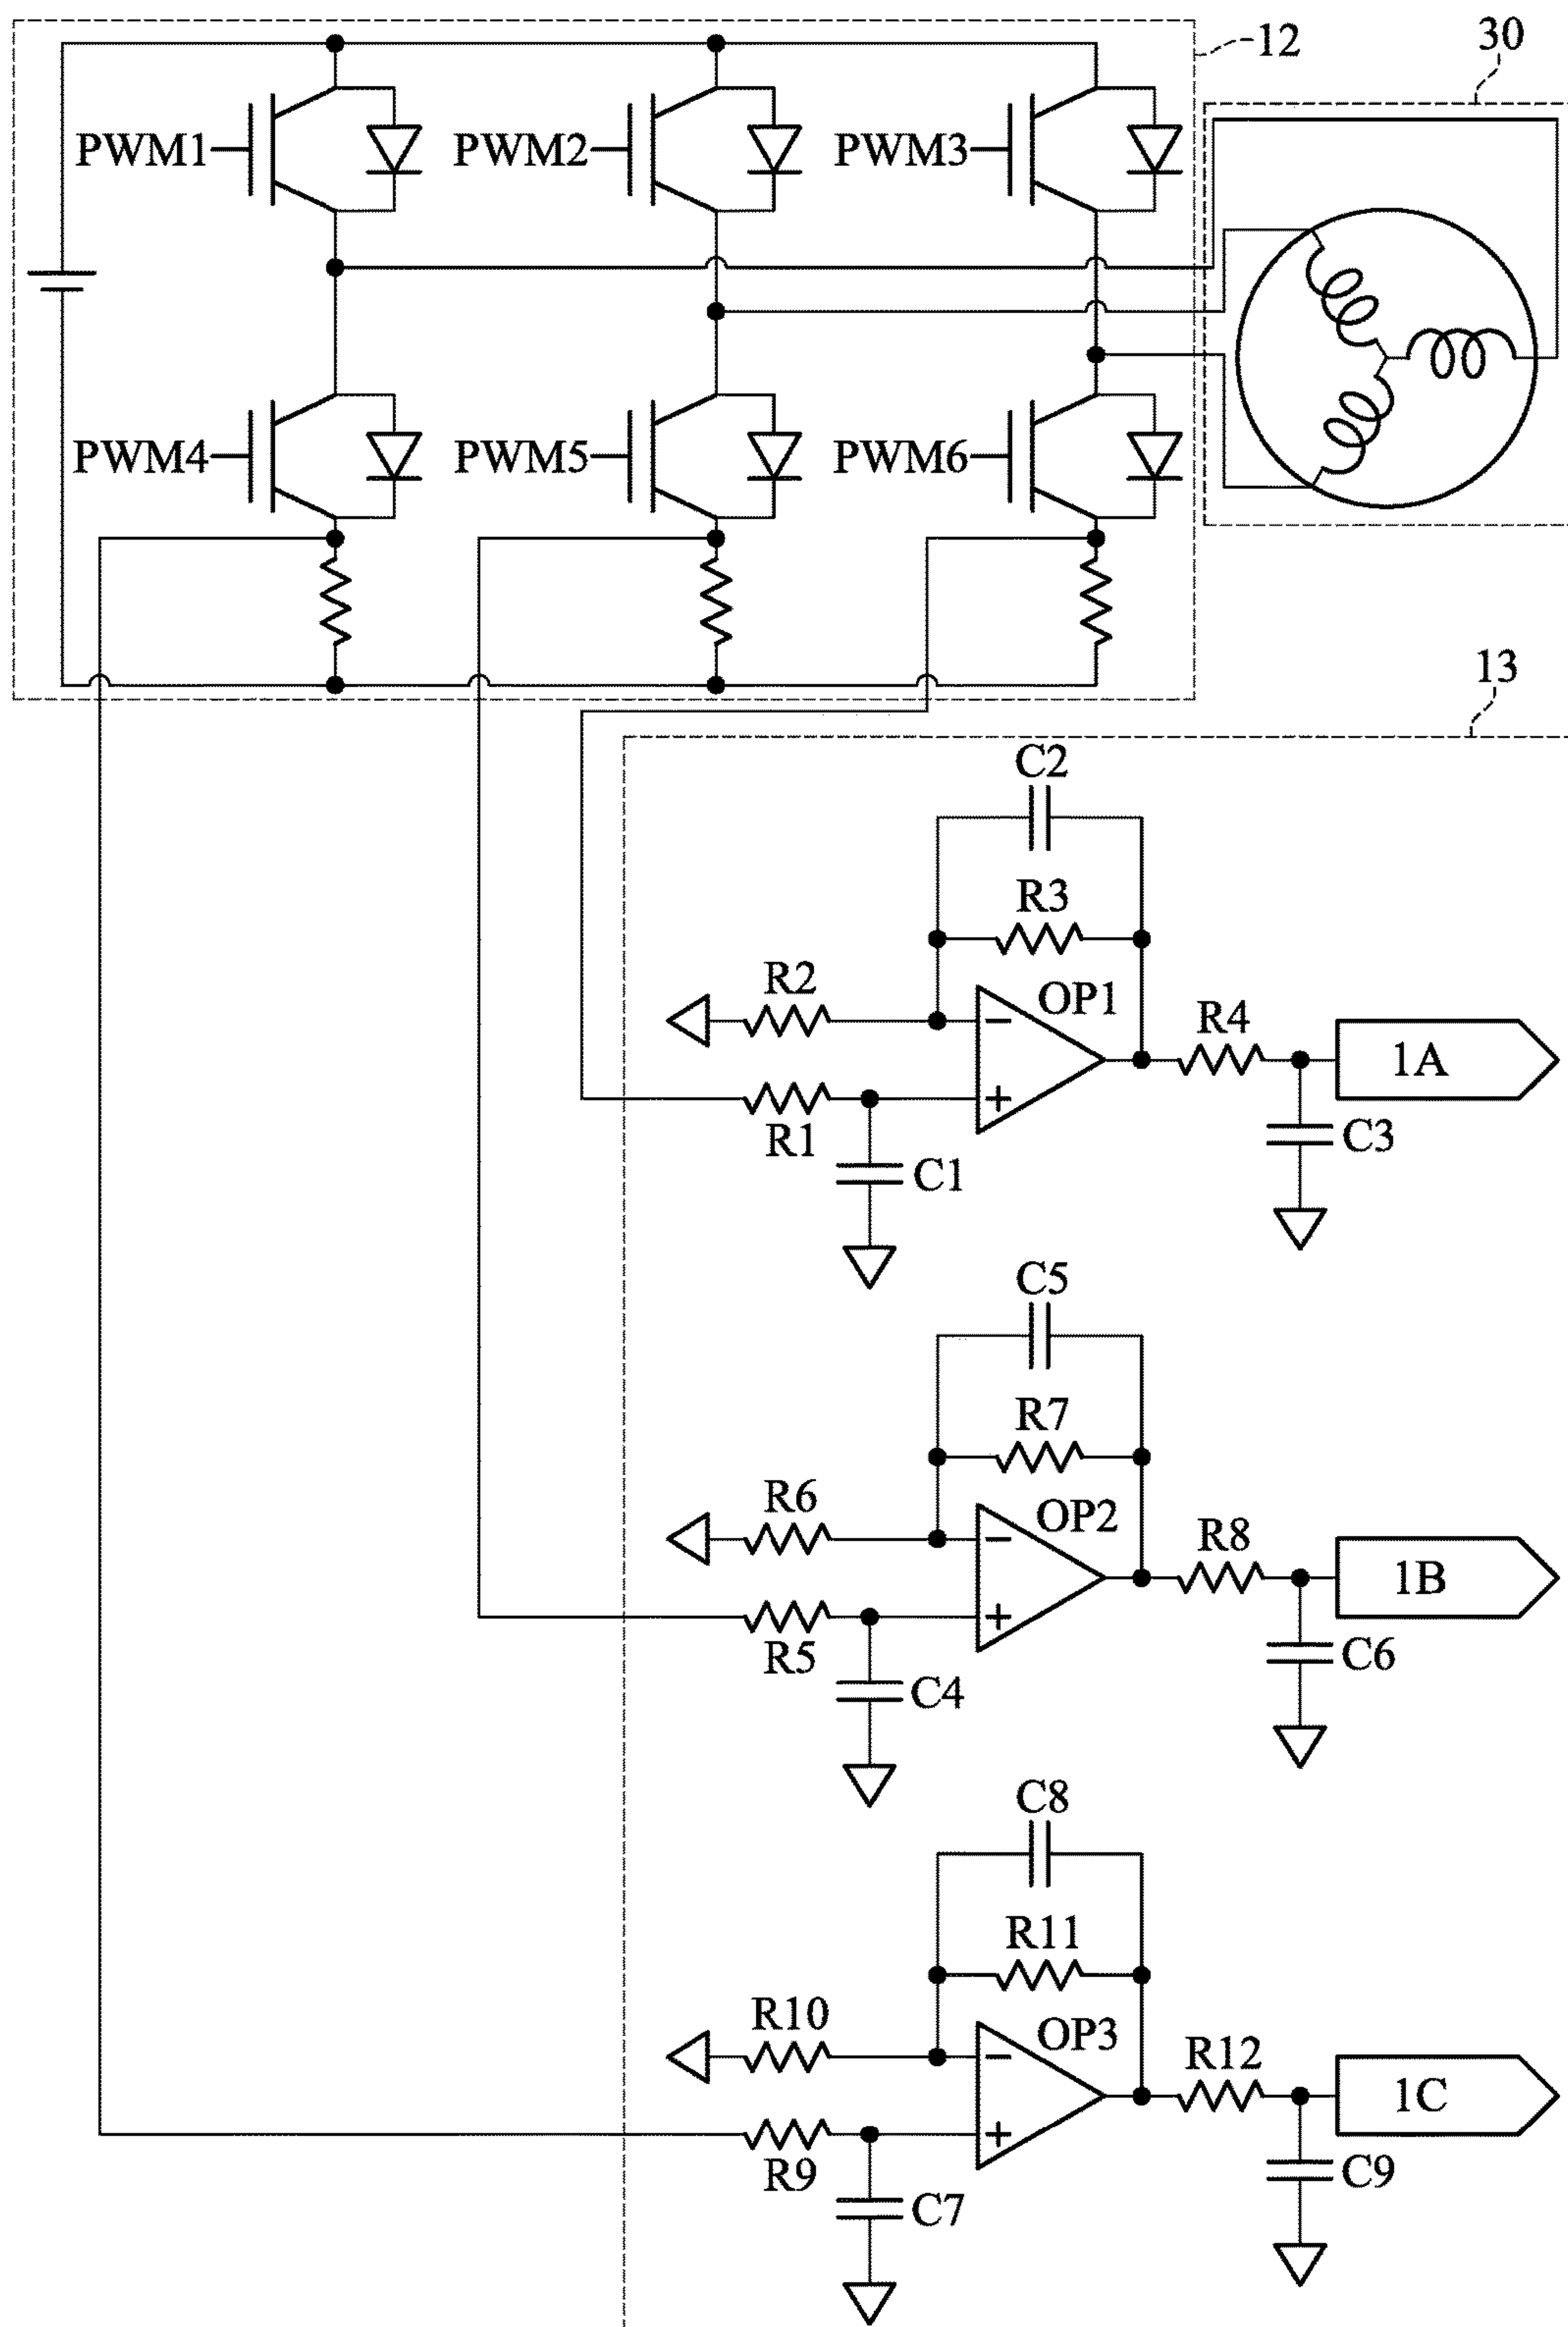 12
30
PWM1
PWM2
PWM3
PWM4
PWM5
PWM6
13
C2
R3
R2
OP1
R4
1A
R1
C1
C3
C5
R7
R6
OP2
R8
1B
R5
C4
C6
C8
R11
R10
OP3
R12
1C
R9
C7
C9